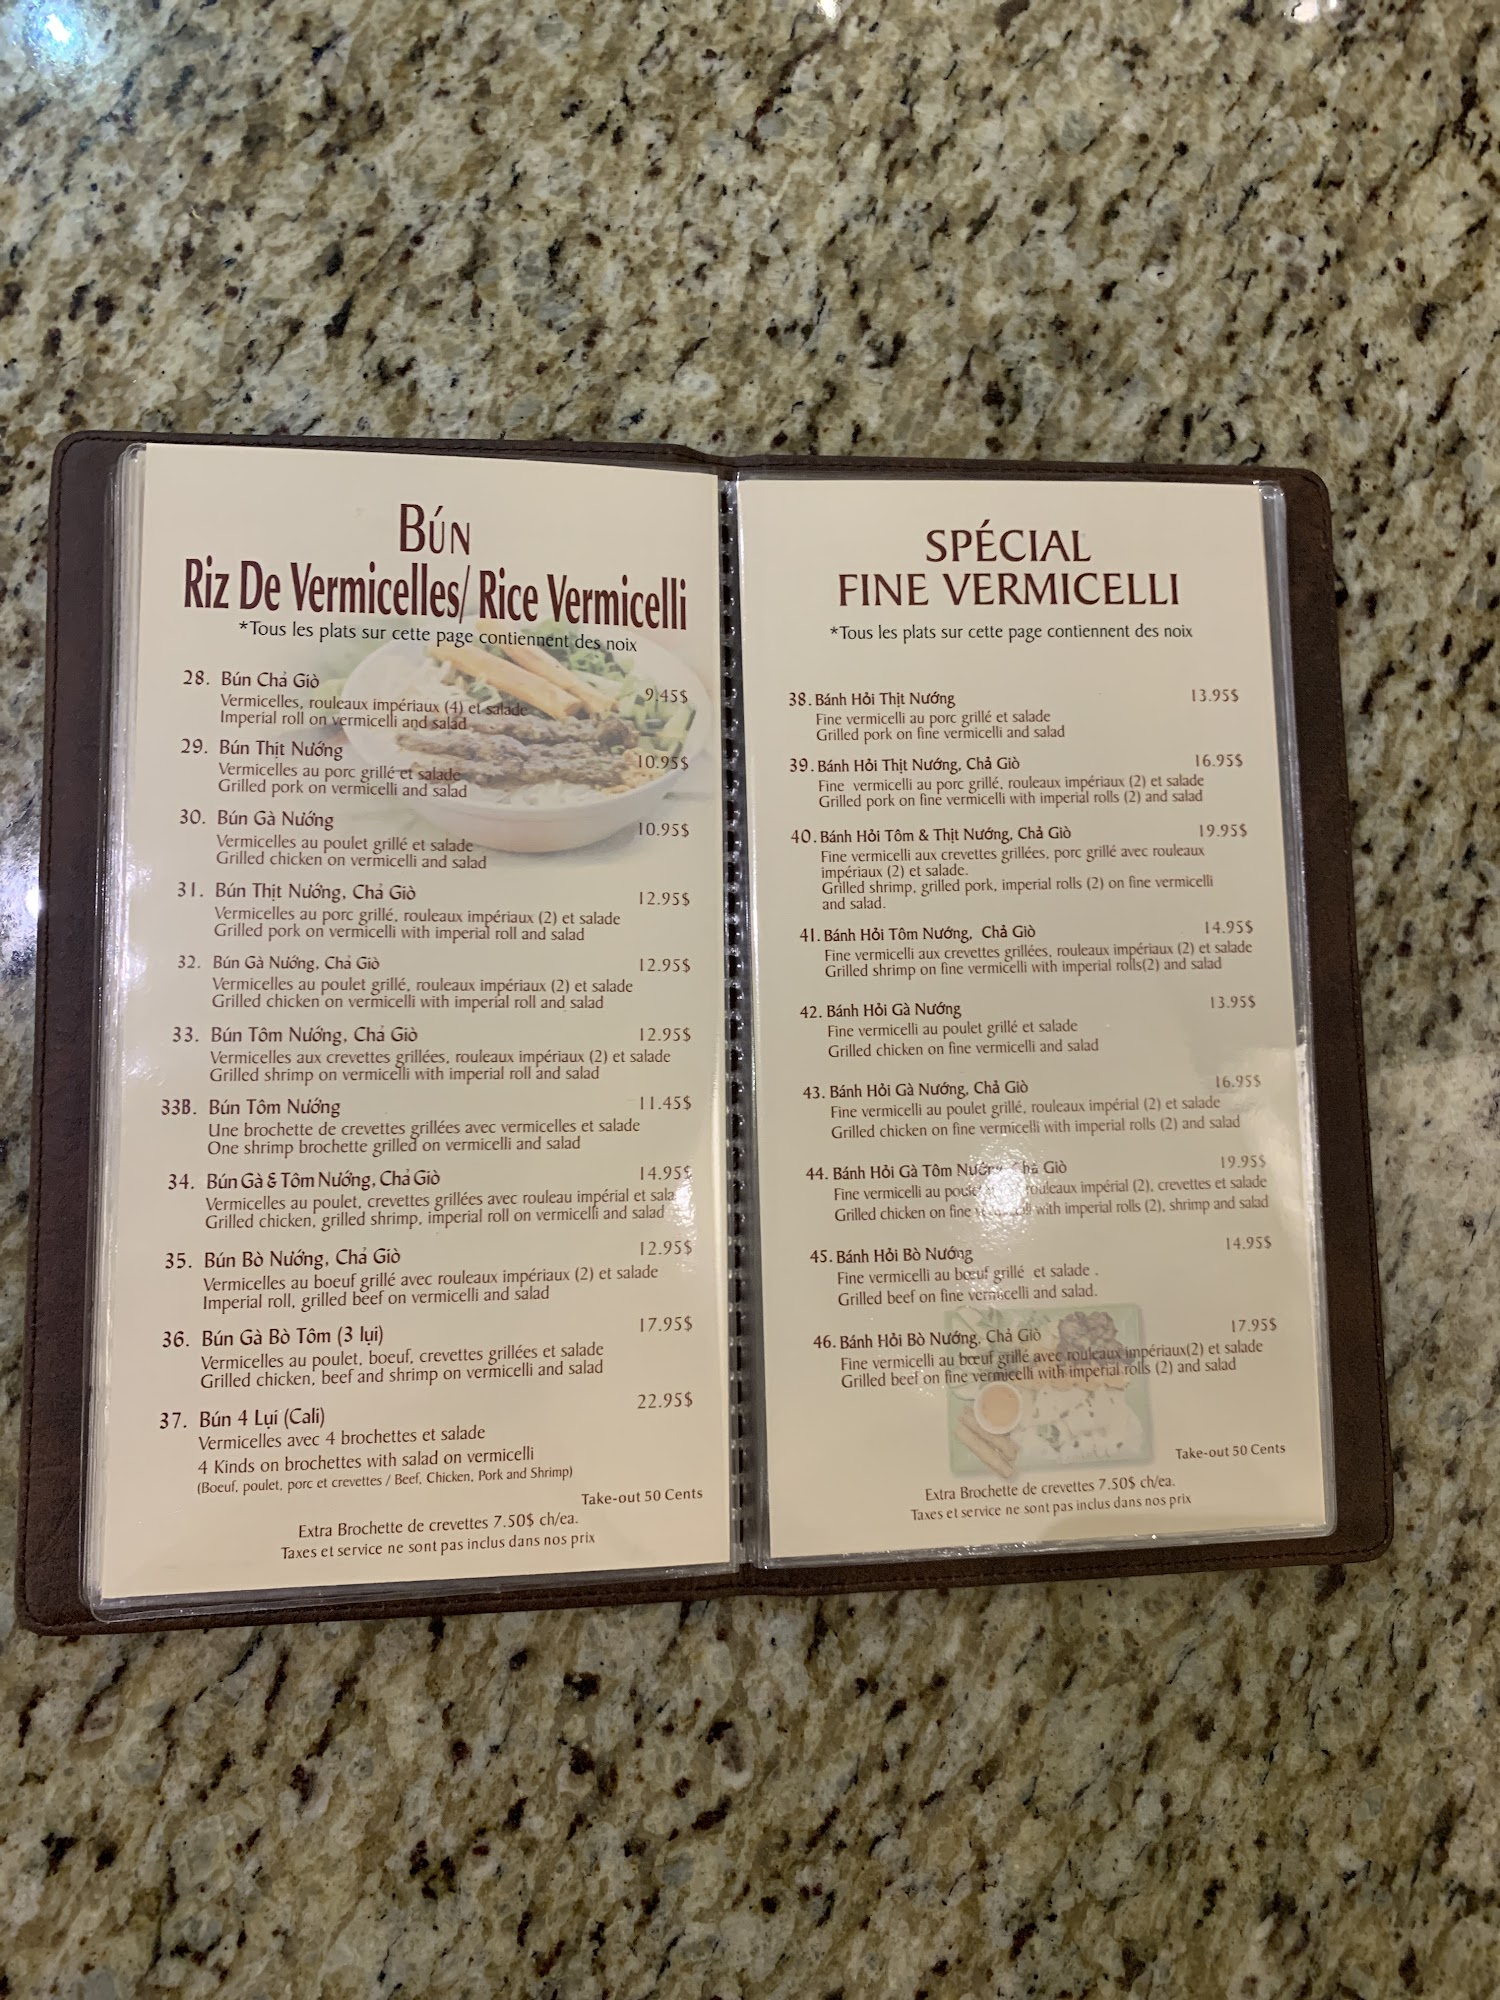 BÚN
Riz De Vermicelles/ Rice Vermicelli
*Tous les plats sur cette page contiennent des noix
28. Bún Chả Giò 9.45$
Vermicelles, rouleaux impériaux (4) et salade
Imperial roll on vermicelli and salad
29. Bún Thịt Nướng 10.95$
Vermicelles au porc grillé et salade
Grilled pork on vermicelli and salad
30. Bún Gà Nướng 10.95$
Vermicelles au poulet grillé et salade
Grilled chicken on vermicelli and salad
31. Bún Thịt Nướng, Chả Giò 12.95$
Vermicelles au porc grillé, rouleaux impériaux (2) et salade
Grilled pork on vermicelli with imperial roll and salad
32. Bún Gà Nướng, Chả Giò 12.95$
Vermicelles au poulet grillé, rouleaux impériaux (2) et salade
Grilled chicken on vermicelli with imperial roll and salad
33. Bún Tôm Nướng, Chả Giò 12.95$
Vermicelles aux crevettes grillées, rouleaux impériaux (2) et salade
Grilled shrimp on vermicelli with imperial roll and salad
33B. Bún Tôm Nướng 11.45$
Une brochette de crevettes grillées avec vermicelles et salade
One shrimp brochette grilled on vermicelli and salad
34. Bún Gà & Tôm Nướng, Chả Giò 14.95$
Vermicelles au poulet, crevettes grillées avec rouleau impérial et sala
Grilled chicken, grilled shrimp, imperial roll on vermicelli and salad
35. Bún Bò Nướng, Chả Giò 12.95$
Vermicelles au boeuf grillé avec rouleaux impériaux (2) et salade
Imperial roll, grilled beef on vermicelli and salad
36. Bún Gà Bò Tôm (3 lụi) 17.95$
Vermicelles au poulet, boeuf, crevettes grillées et salade
Grilled chicken, beef and shrimp on vermicelli and salad
37. Bún 4 Lụi (Cali) 22.95$
Vermicelles avec 4 brochettes et salade
4 Kinds on brochettes with salad on vermicelli
(Boeuf, poulet, porc et crevettes / Beef, Chicken, Pork and Shrimp)
Take-out 50 Cents
Extra Brochette de crevettes 7.50$ ch/ea.
Taxes et service ne sont pas inclus dans nos prix
SPÉCIAL
FINE VERMICELLI
*Tous les plats sur cette page contiennent des noix
38. Bánh Hỏi Thịt Nướng 13.95$
Fine vermicelli au porc grillé et salade
Grilled pork on fine vermicelli and salad
39. Bánh Hỏi Thịt Nướng, Chả Giò 16.95$
Fine vermicelli au porc grillé, rouleaux impériaux (2) et salade
Grilled pork on fine vermicelli with imperial rolls (2) and salad
40. Bánh Hỏi Tôm & Thịt Nướng, Chả Giò 19.95$
Fine vermicelli aux crevettes grillées, porc grillé avec rouleaux
impériaux (2) et salade.
Grilled shrimp, grilled pork, imperial rolls (2) on fine vermicelli
and salad.
41. Bánh Hỏi Tôm Nướng, Chả Giò 14.95$
Fine vermicelli aux crevettes grillées, rouleaux impériaux (2) et salade
Grilled shrimp on fine vermicelli with imperial rolls(2) and salad
42. Bánh Hỏi Gà Nướng 13.95$
Fine vermicelli au poulet grillé et salade
Grilled chicken on fine vermicelli and salad
43. Bánh Hỏi Gà Nướng, Chả Giò 16.95$
Fine vermicelli au poulet grillé, rouleaux impérial (2) et salade
Grilled chicken on fine vermicelli with imperial rolls (2) and salad
44. Bánh Hỏi Gà Tôm Nướng, Chả Giò 19.95$
Fine vermicelli au rouleaux impérial (2), crevettes et salade
Grilled chicken on fine with imperial rolls (2), shrimp and salad
45. Bánh Hỏi Bò Nướng 14.95$
Fine vermicelli au bœuf grillé et salade .
Grilled beef on fine vermicelli and salad.
46. Bánh Hỏi Bò Nướng, Chả Giò 17.95$
Fine vermicelli au bœuf grillé avec rouleaux impériaux(2) et salade
Grilled beef on fine vermicelli with imperial rolls (2) and salad
Take-out 50 Cents
Extra Brochette de crevettes 7.50$ ch/ea.
Taxes et service ne sont pas inclus dans nos prix